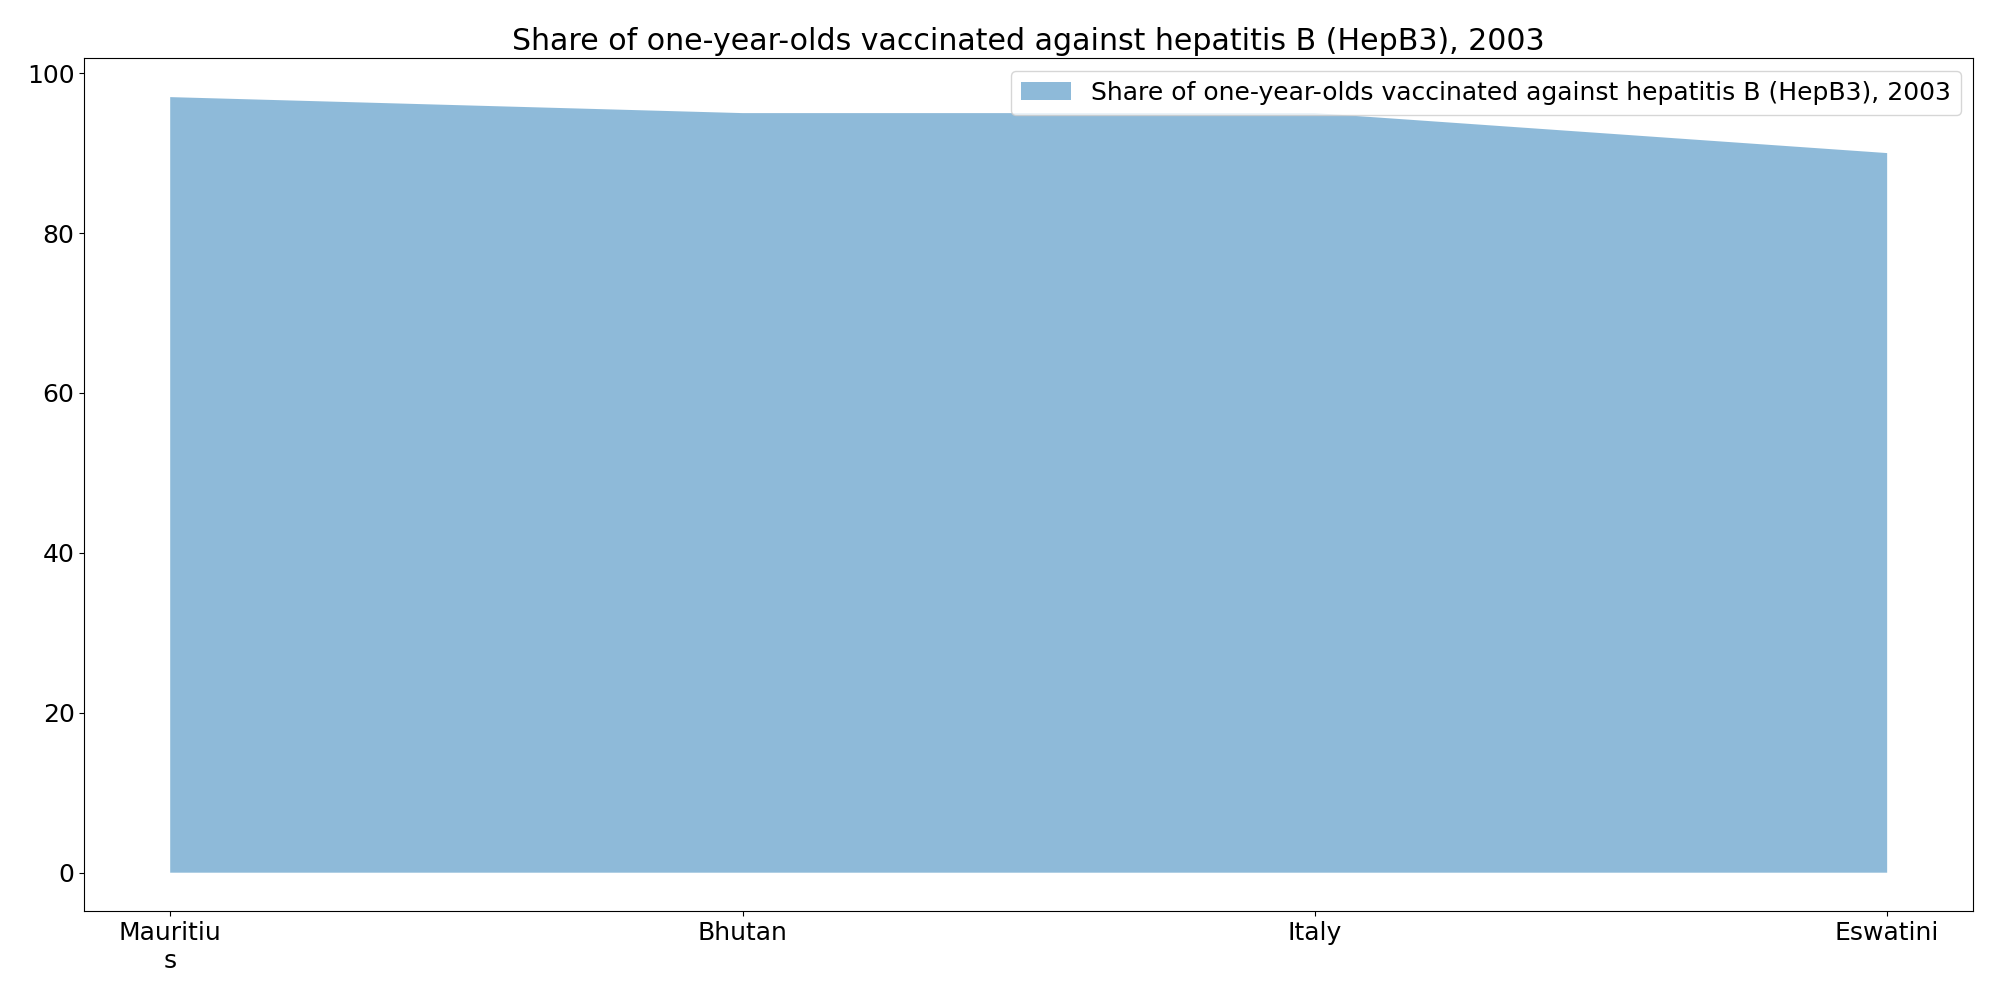 Share of one-year-olds vaccinated against hepatitis B (HepB3), 2003
Share of one-year-olds vaccinated against hepatitis B (HepB3), 2003
100
80
60
40
20
0
Mauritiu
s
Bhutan
Italy
Eswatini